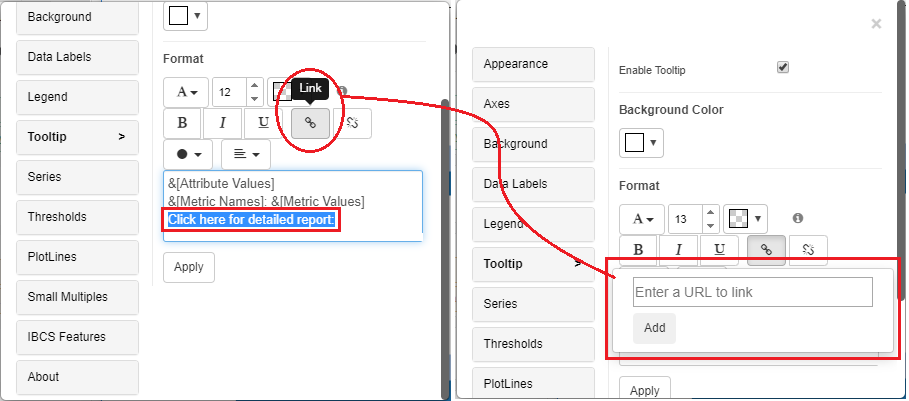 Background
Data Labels
Legend
Tooltip >
Series
Thresholds
PlotLines
Small Multiples
IBCS Features
About
Format
A 12
Link
B I U
&[Attribute Values]
&[Metric Names]: &[Metric Values]
Click here for detailed report:
Apply
×
Appearance
Axes
Background
Data Labels
Legend
Tooltip >
Series
Thresholds
PlotLines
Enable Tooltip
Background Color
Format
A 13
B I U
Enter a URL to link
Add
Apply